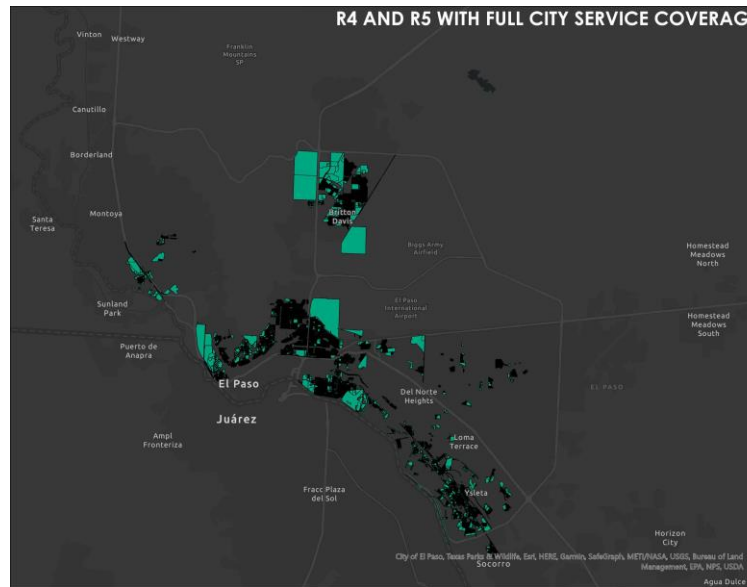 R4 AND R5 WITH FULL CITY SERVICE COVERAG
Vinton
Westway
Franklin
Mountains
SP
Canutillo
Borderland
Montoya
Santa
Teresa
Britton
Davis
Biggs Army
Airfield
Homestead
Meadows
North
Sunland
Park
El Paso
International
Airport
Homestead
Meadows
South
Puerto de
Anapra
El Paso
Del Norte
Heights
EL PASO
Juárez
Ampl
Fronteriza
Loma
Terrace
Fracc Plaza
del Sol
Ysleta
Horizon
City
City of El Paso, Texas Parks & Wildlife, Esri, HERE, Garmin, SafeGraph, METI/NASA, USGS, Bureau of Land
Management, EPA, NPS, USDA
Socorro
Agua Dulce